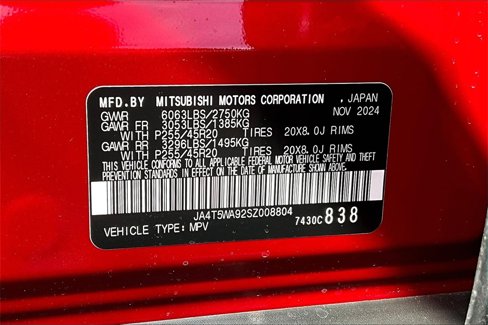 MFD.BY MITSUBISHI MOTORS CORPORATION , JAPAN
GVWR 6063LBS/2750KG NOV 2024
GAWR FR 3053LBS/1385KG
WITH P255/45R20 TIRES 20X8.0J RIMS
GAWR RR 3296LBS/1495KG
WITH P255/45R20 TIRES 20X8.0J RIMS
THIS VEHICLE CONFORMS TO ALL APPLICABLE FEDERAL MOTOR VEHICLE SAFETY AND THEFT
PREVENTION STANDARDS IN EFFECT ON THE DATE OF MANUFACTURE SHOWN ABOVE.
JA4T5WA92SZ008804
VEHICLE TYPE: MPV 7430C838